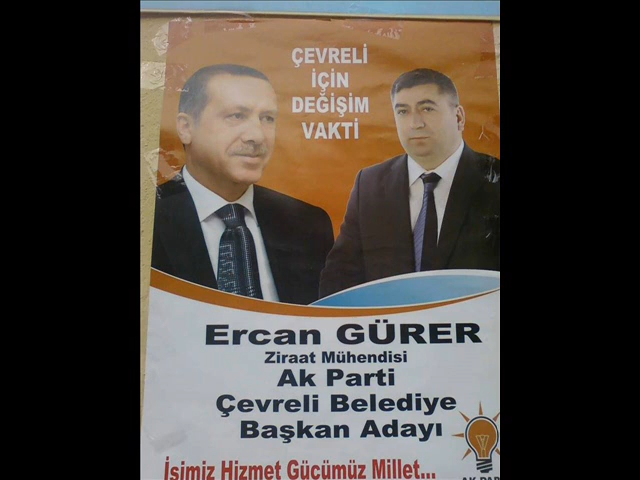 ÇEVRELİ
İÇİN
DEĞİŞİM
VAKTİ
Ercan GÜRER
Ziraat Mühendisi
Ak Parti
Çevreli Belediye
Başkan Adayı
İşimiz Hizmet Gücümüz Millet...
AK PAR